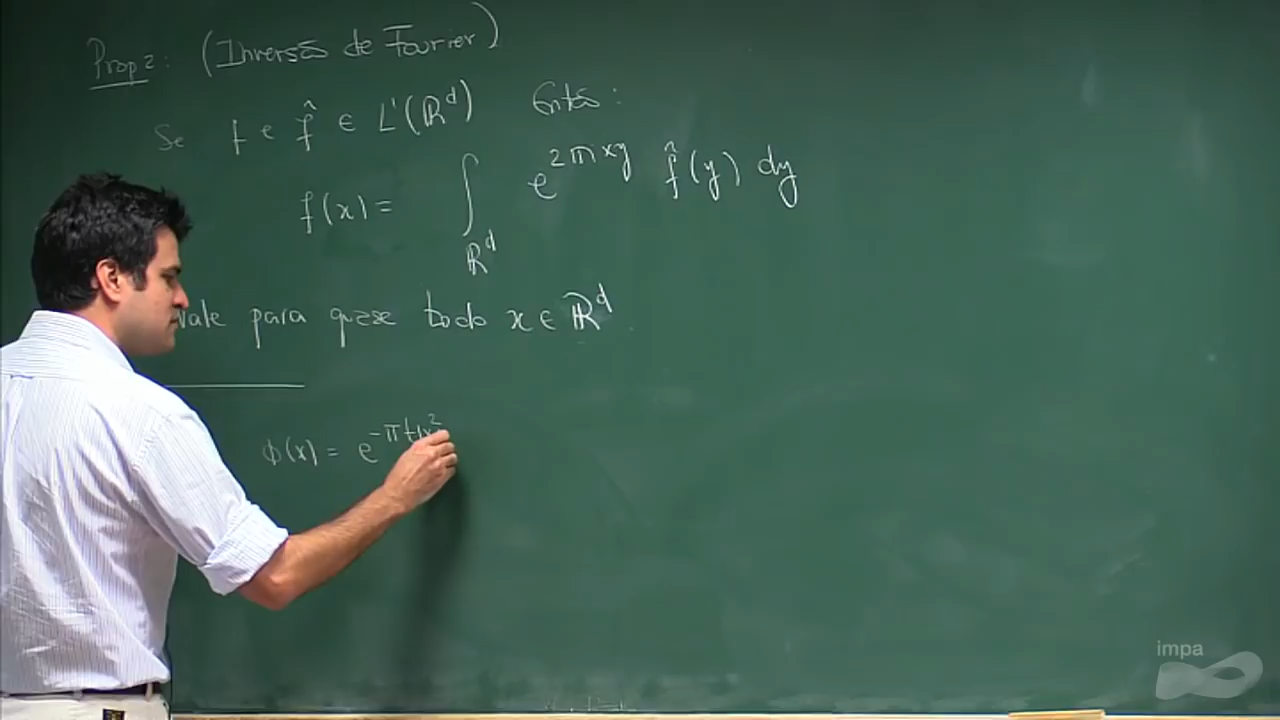 Prop 2: (Inversão de Fourier)
Se f e f̂ ∈ L¹(ℝᵈ) Então:
f(x) = ∫_{ℝᵈ} e^{2πixy} f̂(y) dy
Vale para quase todo x ∈ ℝᵈ.
ϕ(x) = e^{-πt|x|²
impa